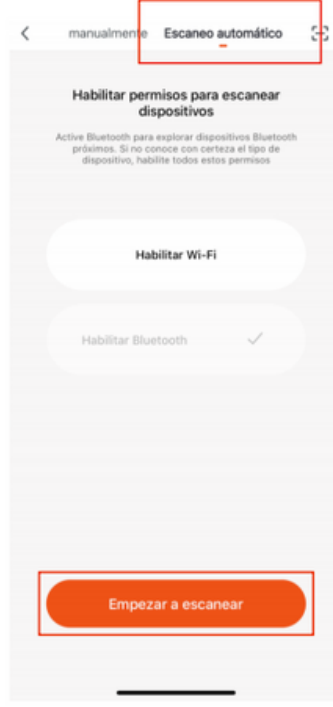 manualmente Escaneo automático
Habilitar permisos para escanear
dispositivos
Active Bluetooth para explorar dispositivos Bluetooth
próximos. Si no conoce con certeza el tipo de
dispositivo, habilite todos estos permisos
Habilitar Wi-Fi
Habilitar Bluetooth
Empezar a escanear